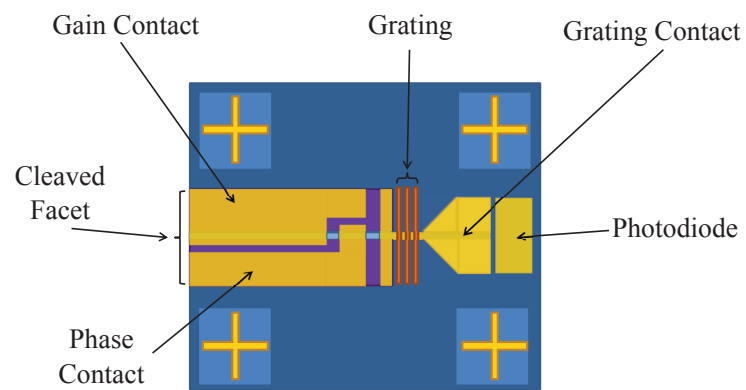 Gain Contact
Grating
Grating Contact
Cleaved
Facet
Photodiode
Phase
Contact